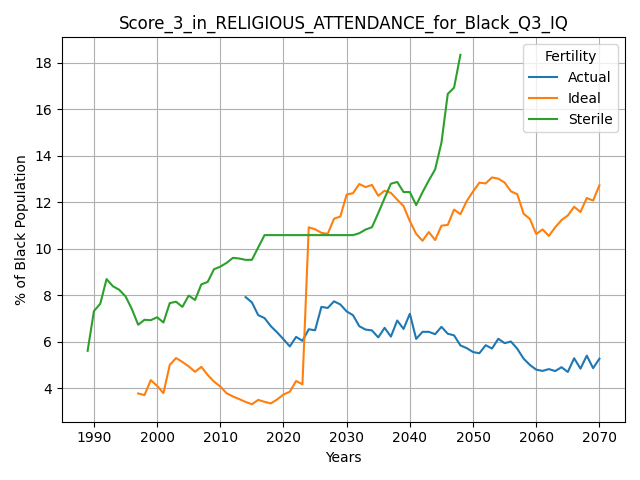 Score_3_in_RELIGIOUS_ATTENDANCE_for_Black_Q3_IQ
Fertility
Actual
Ideal
Sterile
% of Black Population
18
16
14
12
10
8
6
4
1990 2000 2010 2020 2030 2040 2050 2060 2070
Years